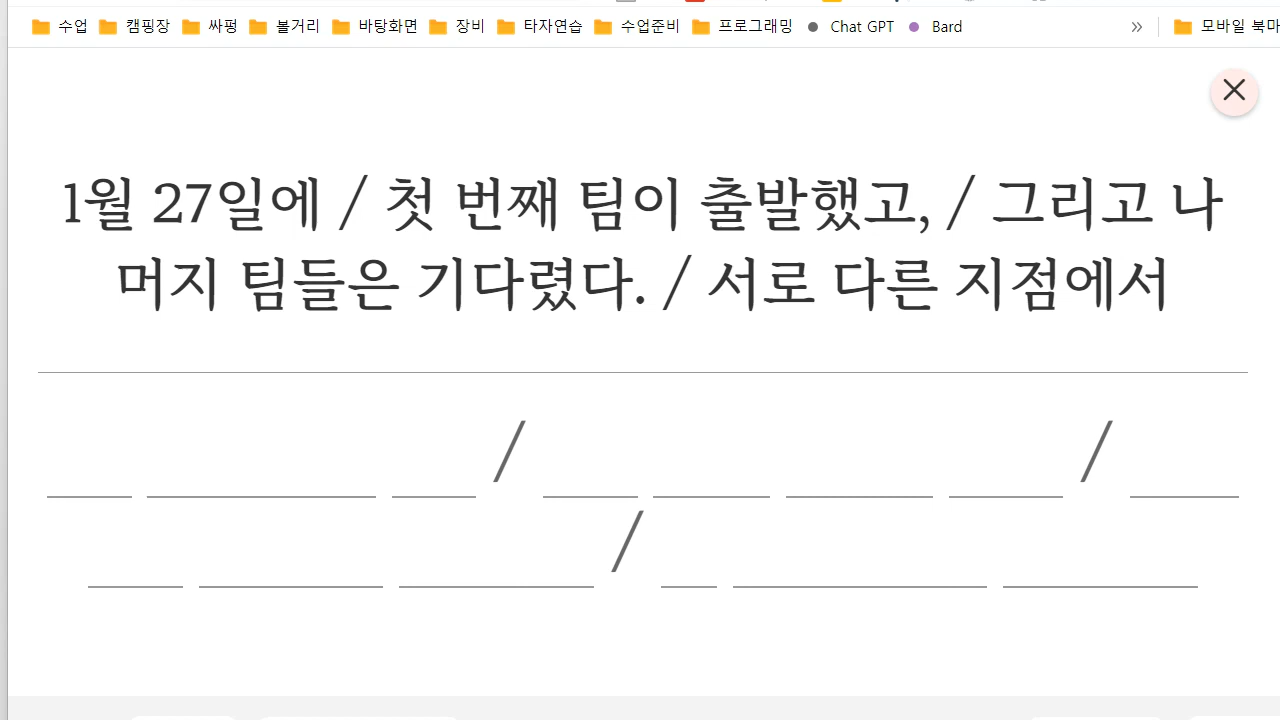 수업 캠핑장 싸펑 볼거리 바탕화면 장비 타자연습 수업준비 프로그래밍 Chat GPT Bard » 모바일 북마
1월 27일에 / 첫 번째 팀이 출발했고, / 그리고 나
머지 팀들은 기다렸다. / 서로 다른 지점에서
/ /
/